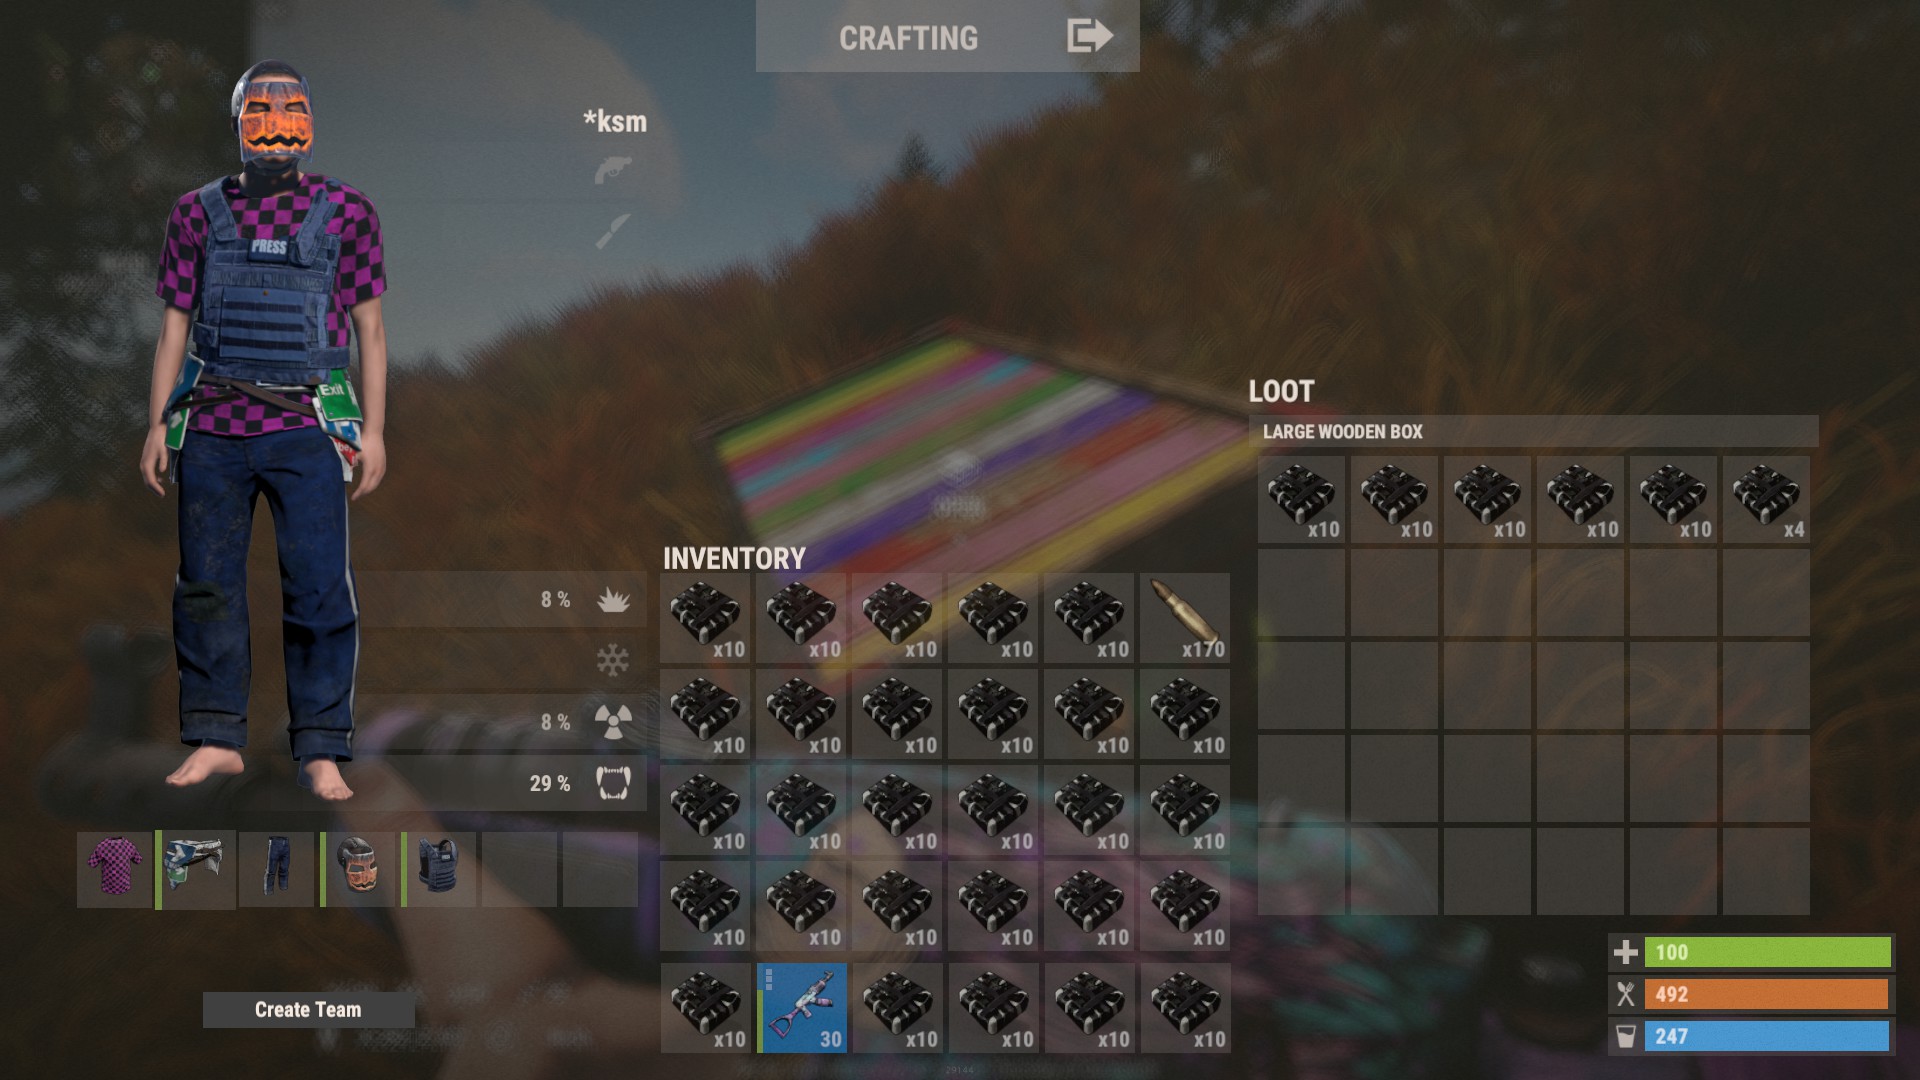 CRAFTING
*ksm
PRESS
Exit
LOOT
LARGE WOODEN BOX
x10 x10 x10 x10 x10 x4
INVENTORY
8 %
x10 x10 x10 x10 x10 x170
8 %
x10 x10 x10 x10 x10 x10
29 %
x10 x10 x10 x10 x10 x10
x10 x10 x10 x10 x10 x10
Create Team
x10 30 x10 x10 x10 x10
100
492
247
29144